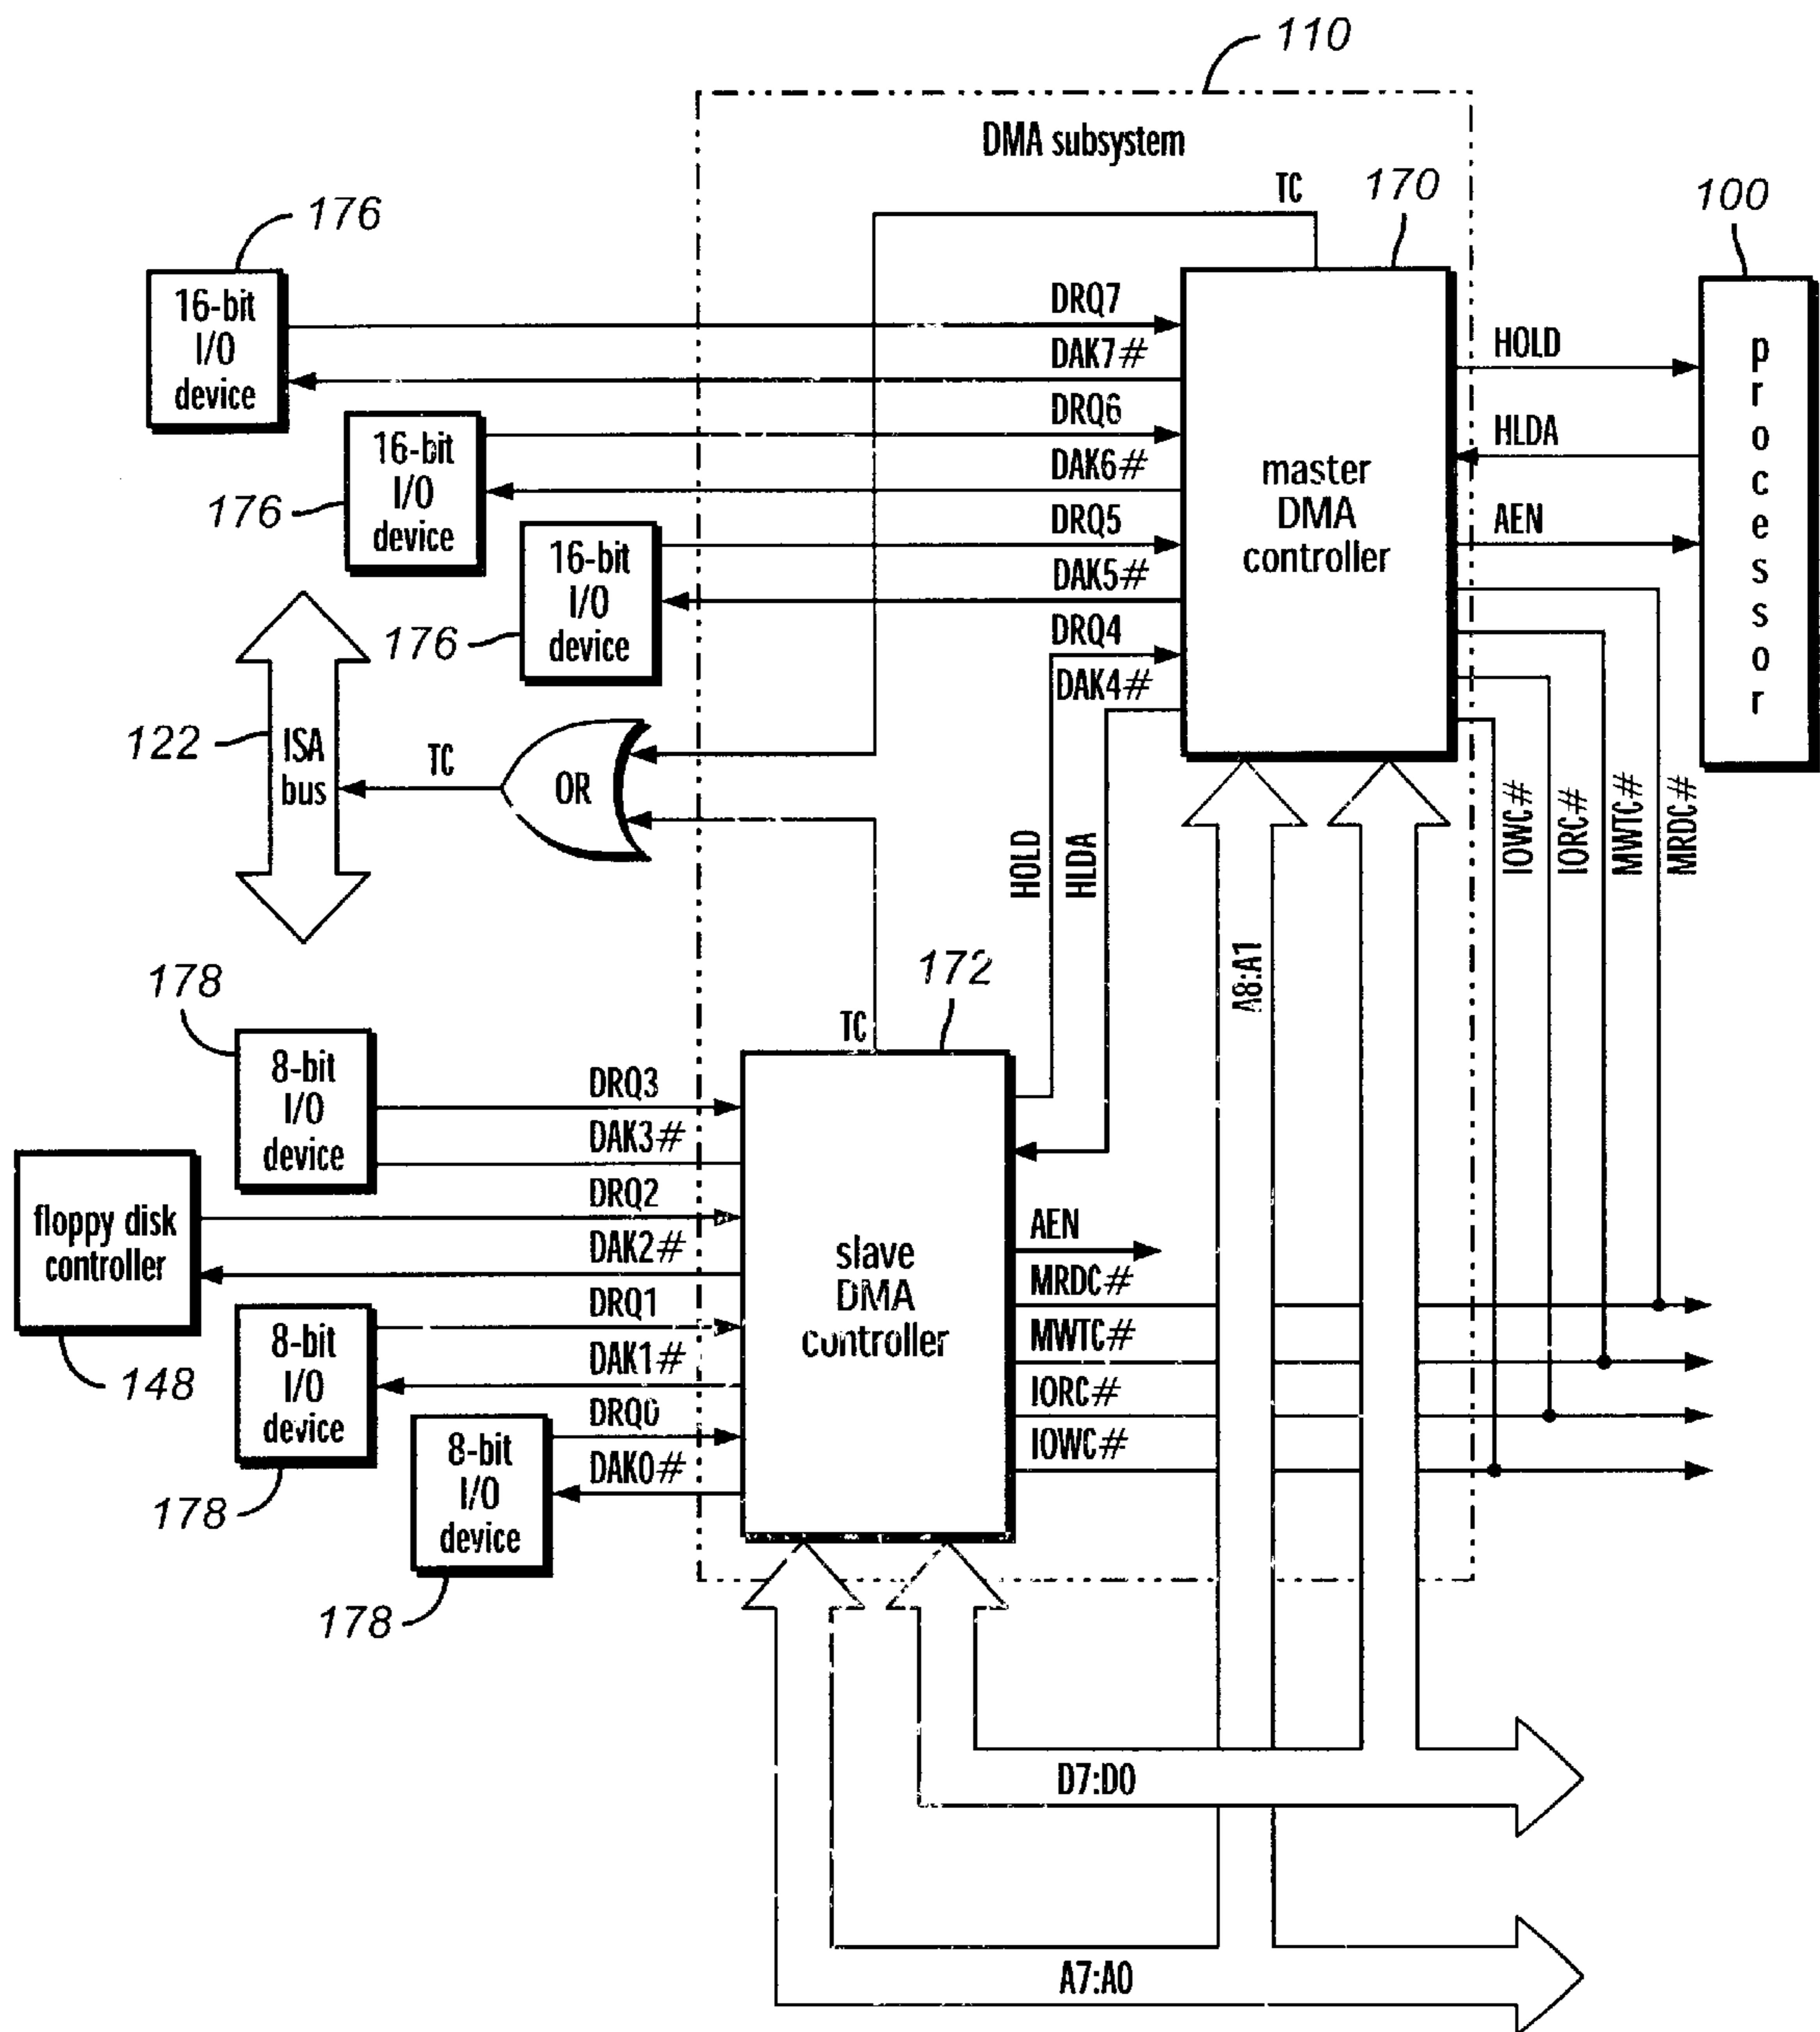 110
DMA subsystem
TC
170
100
176
16-bit
I/O
device
DRQ7
DAK7#
HOLD
processor
DRQ6
16-bit
I/O
device
DAK6#
HLDA
master
DMA
controller
176
DRQ5
AEN
16-bit
I/O
device
DAK5#
176
DRQ4
DAK4#
122
ISA
bus
TC
OR
HOLD
HLDA
IOWC#
IORC#
MWTC#
MRDC#
A8:A1
172
178
TC
8-bit
I/O
device
DRQ3
DAK3#
floppy disk
controller
DRQ2
DAK2#
AEN
slave
DMA
controller
MRDC#
DRQ1
8-bit
I/O
device
MWTC#
DAK1#
148
IORC#
DRQ0
8-bit
I/O
device
IOWC#
DAK0#
178
178
D7:D0
A7:A0